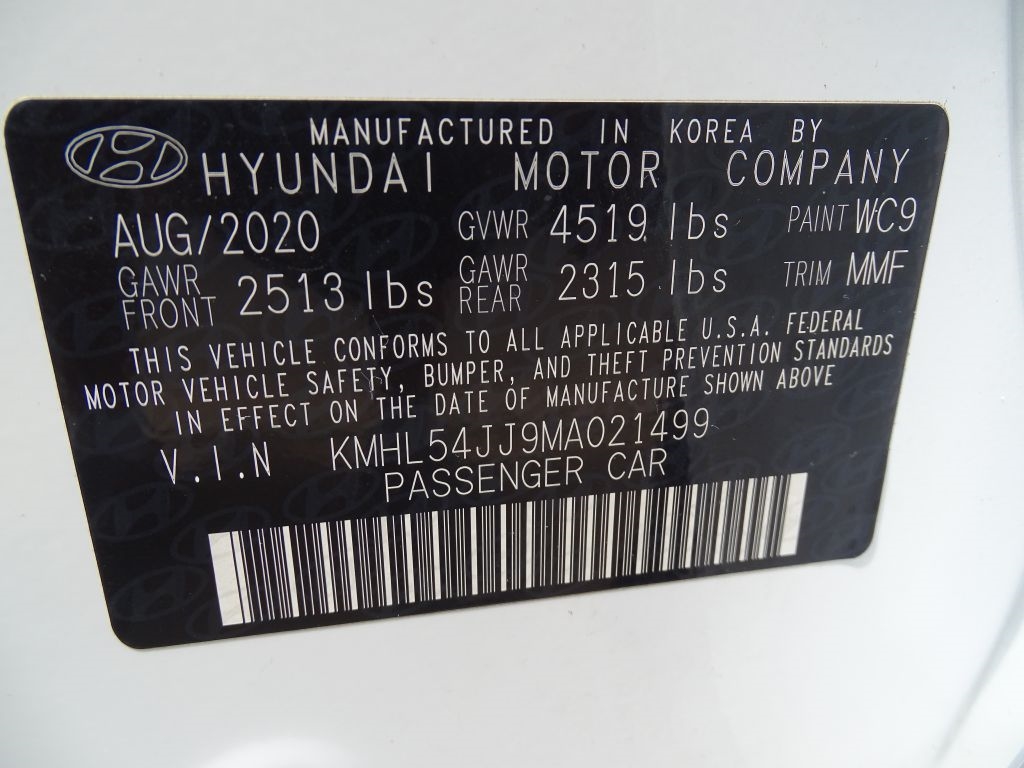 MANUFACTURED IN KOREA BY
HYUNDAI MOTOR COMPANY
AUG/2020 GVWR 4519 lbs PAINT WC9
GAWR FRONT 2513 lbs GAWR REAR 2315 lbs TRIM MMF
THIS VEHICLE CONFORMS TO ALL APPLICABLE U.S.A. FEDERAL
MOTOR VEHICLE SAFETY, BUMPER, AND THEFT PREVENTION STANDARDS
IN EFFECT ON THE DATE OF MANUFACTURE SHOWN ABOVE
V.I.N KMHL54JJ9MA021499
PASSENGER CAR